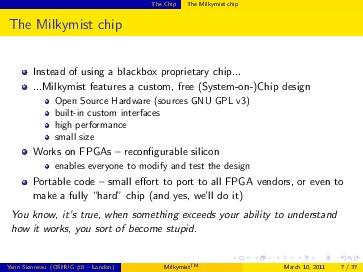 The Chip The Milkymist chip
The Milkymist chip
Instead of using a blackbox proprietary chip...
...Milkymist features a custom, free (System-on-)Chip design
Open Source Hardware (sources GNU GPL v3)
built-in custom interfaces
high performance
small size
Works on FPGAs – reconfigurable silicon
enables everyone to modify and test the design
Portable code – small effort to port to all FPGA vendors, or even to
make a fully "hard" chip (and yes, we'll do it)
You know, it's true, when something exceeds your ability to understand
how it works, you sort of become stupid.
Yann Sionneau (OSHUG #8 – London) Milkymist™ March 10, 2011 7 / 37